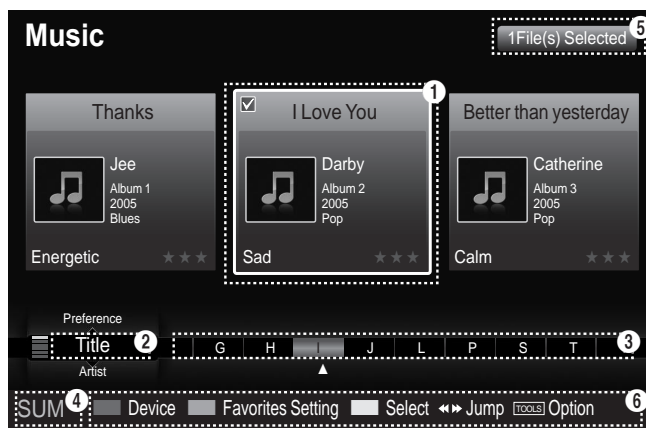 Music
1File(s) Selected
5
1
Thanks
Jee
Album 1
2005
Blues
Energetic
I Love You
Darby
Album 2
2005
Pop
Sad
Better than yesterday
Catherine
Album 3
2005
Pop
Calm
Preference
Title
Artist
2
G H I J L P S T
3
SUM
4
Device Favorites Setting Select Jump TOOLS Option
6